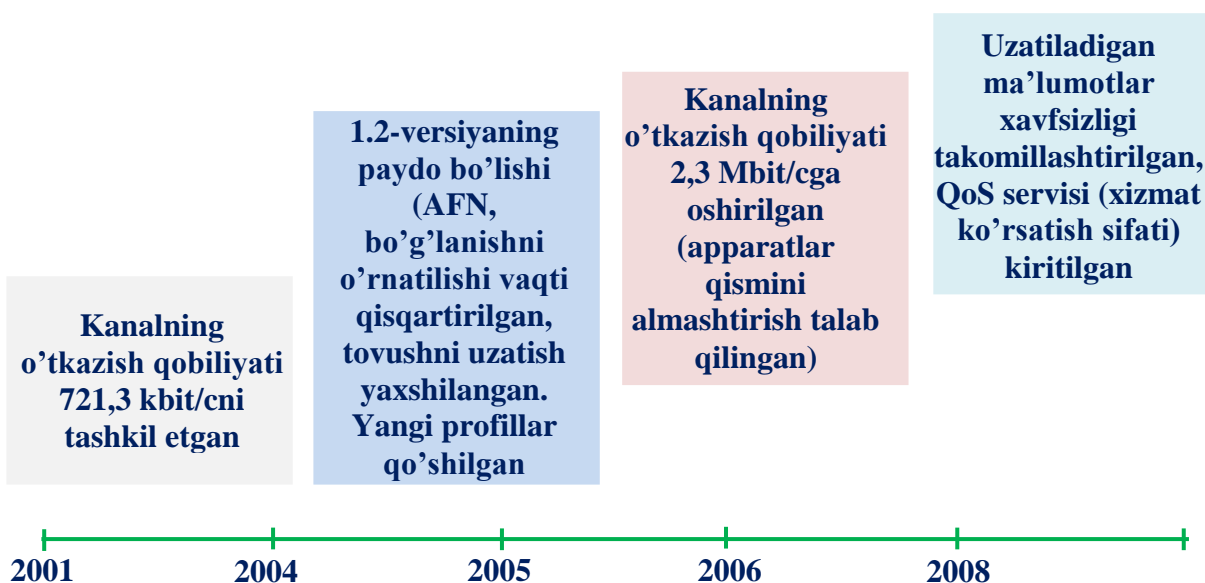 Kanalning
o’tkazish qobiliyati
721,3 kbit/cni
tashkil etgan
1.2-versiyaning
paydo bo’lishi
(AFN,
bo’g’lanishni
o’rnatilishi vaqti
qisqartirilgan,
tovushni uzatish
yaxshilangan.
Yangi profillar
qo’shilgan
Kanalning
o’tkazish qobiliyati
2,3 Mbit/cga
oshirilgan
(apparatlar
qismini
almashtirish talab
qilingan)
Uzatiladigan
ma’lumotlar
xavfsizligi
takomillashtirilgan,
QoS servisi (xizmat
ko’rsatish sifati)
kiritilgan
2001 2004 2005 2006 2008